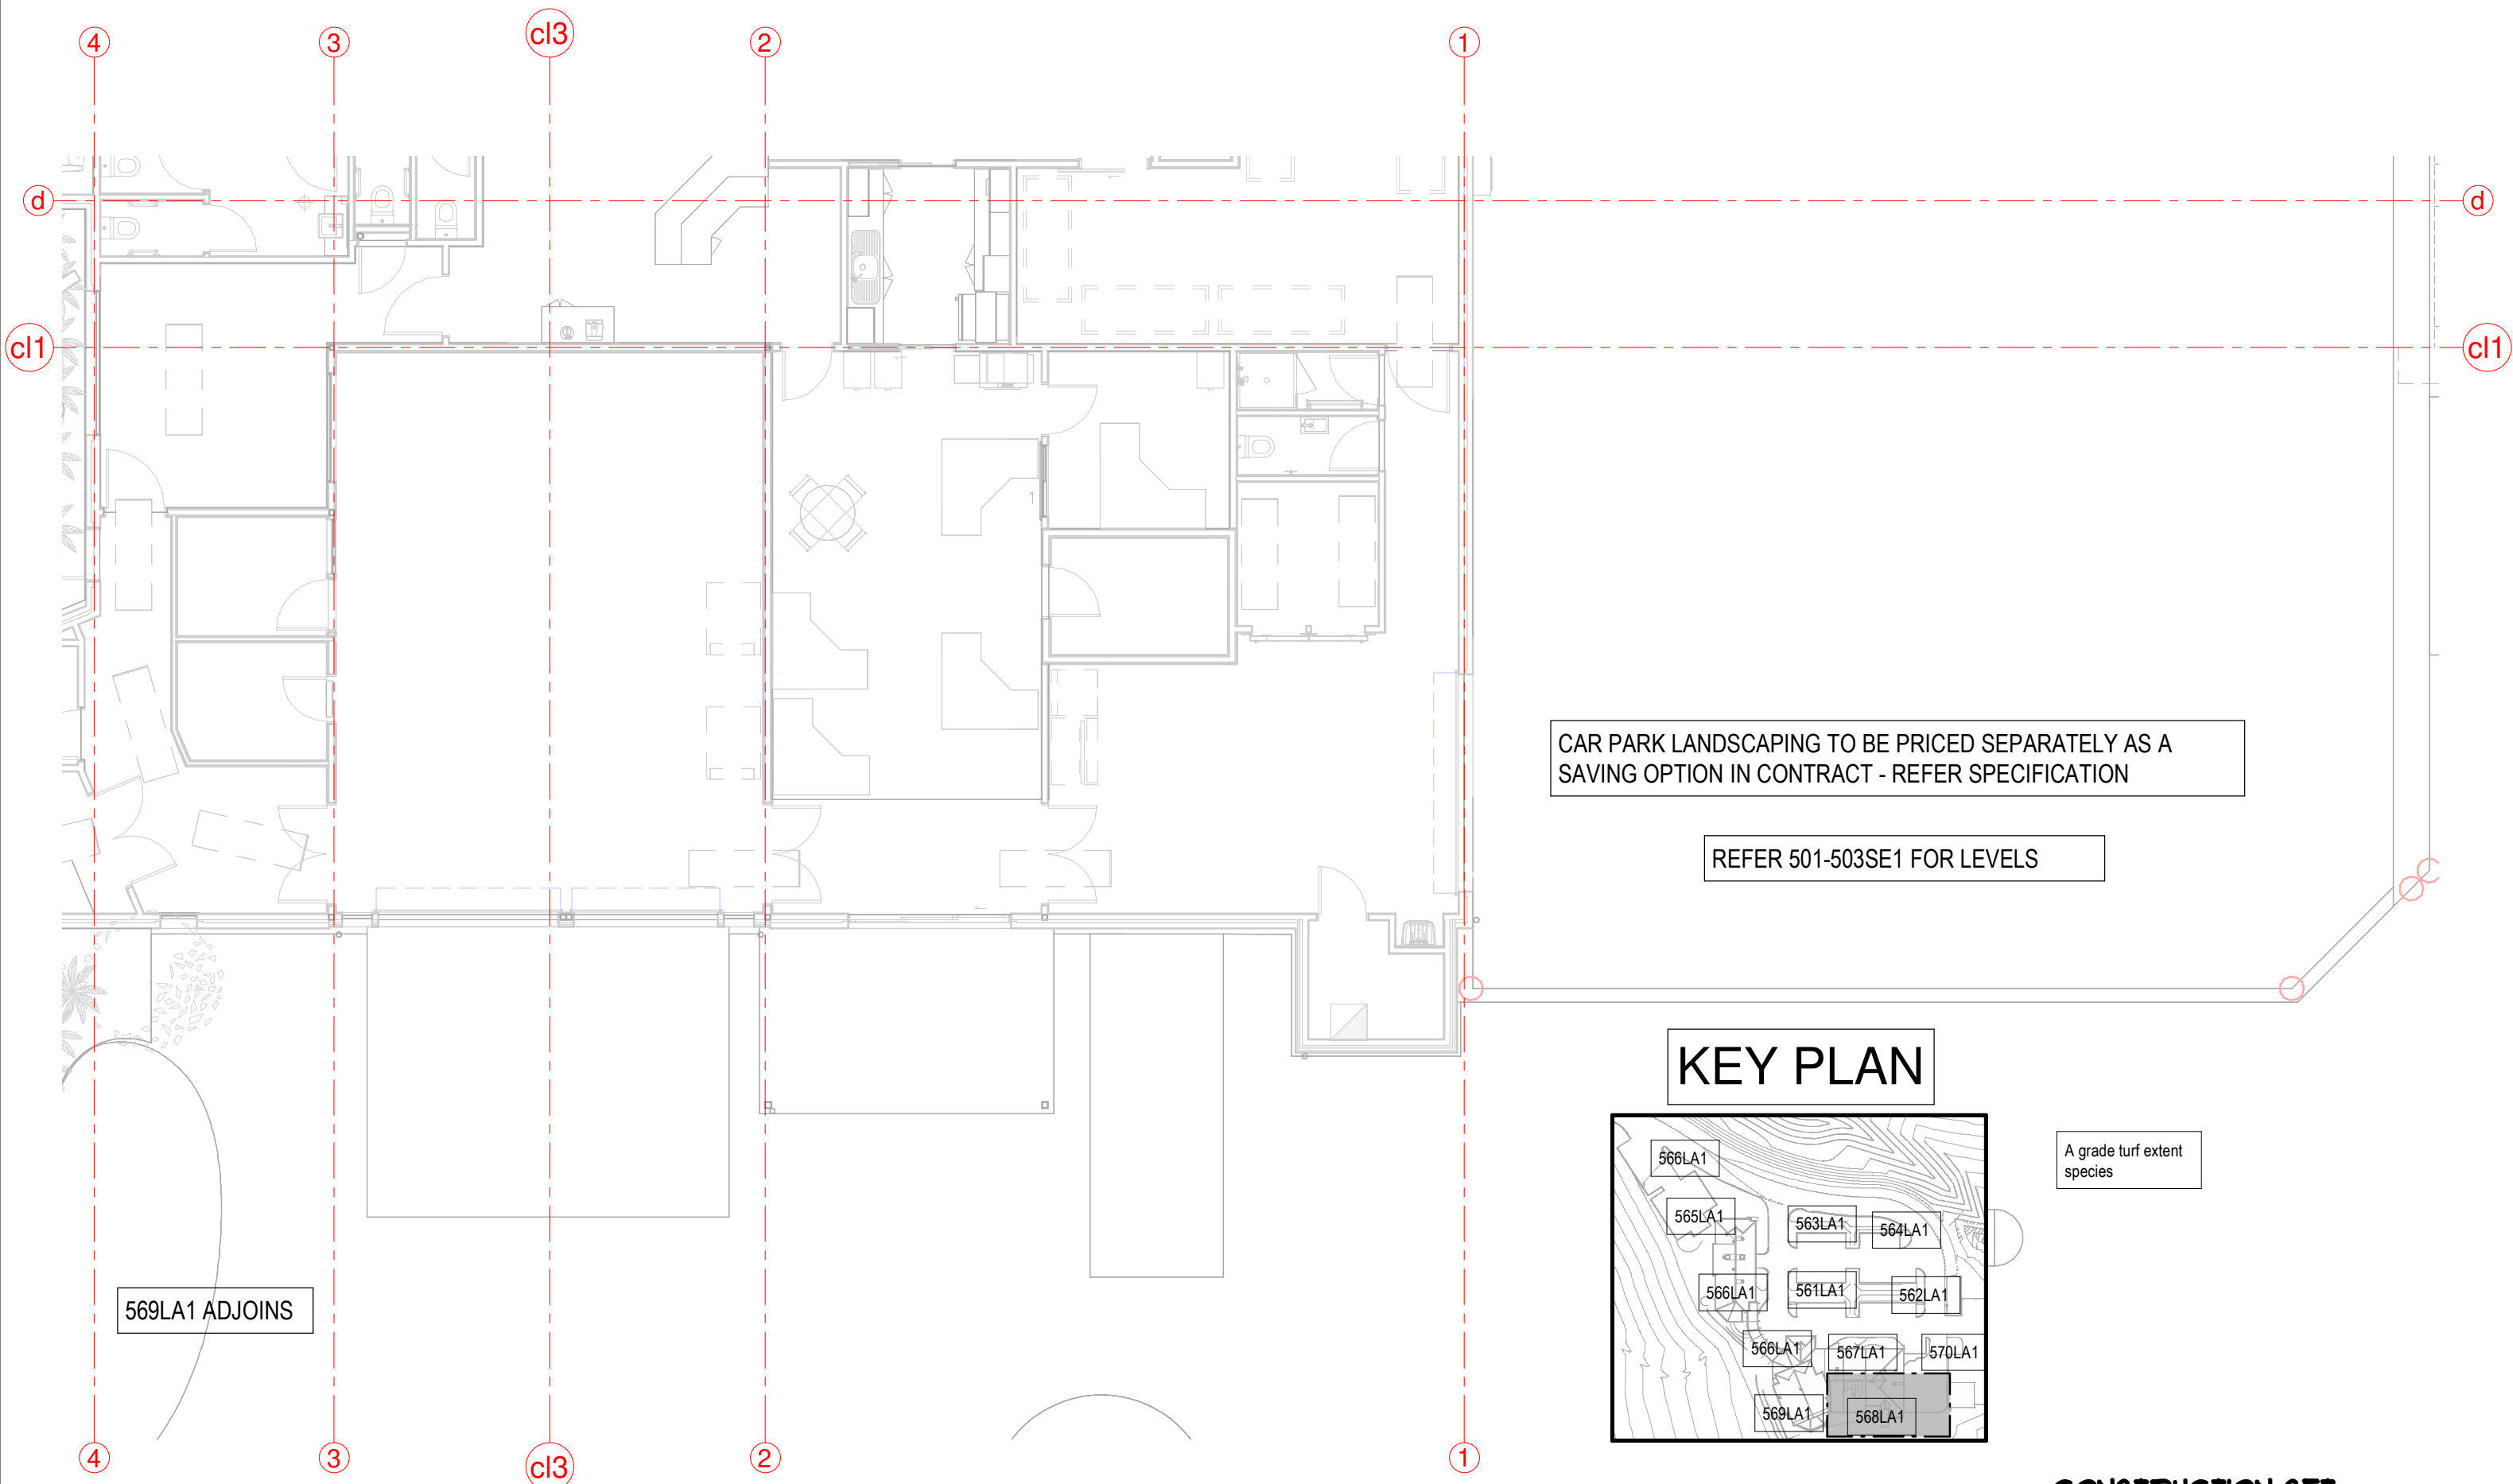 4
3
cl3
2
1
d
d
cl1
cl1
CAR PARK LANDSCAPING TO BE PRICED SEPARATELY AS A
SAVING OPTION IN CONTRACT - REFER SPECIFICATION
REFER 501-503SE1 FOR LEVELS
KEY PLAN
A grade turf extent
species
566LA1
565LA1
563LA1
564LA1
566LA1
561LA1
562LA1
566LA1
567LA1
570LA1
569LA1
568LA1
569LA1 ADJOINS
4
3
cl3
2
1
CONSTRUCTION SET